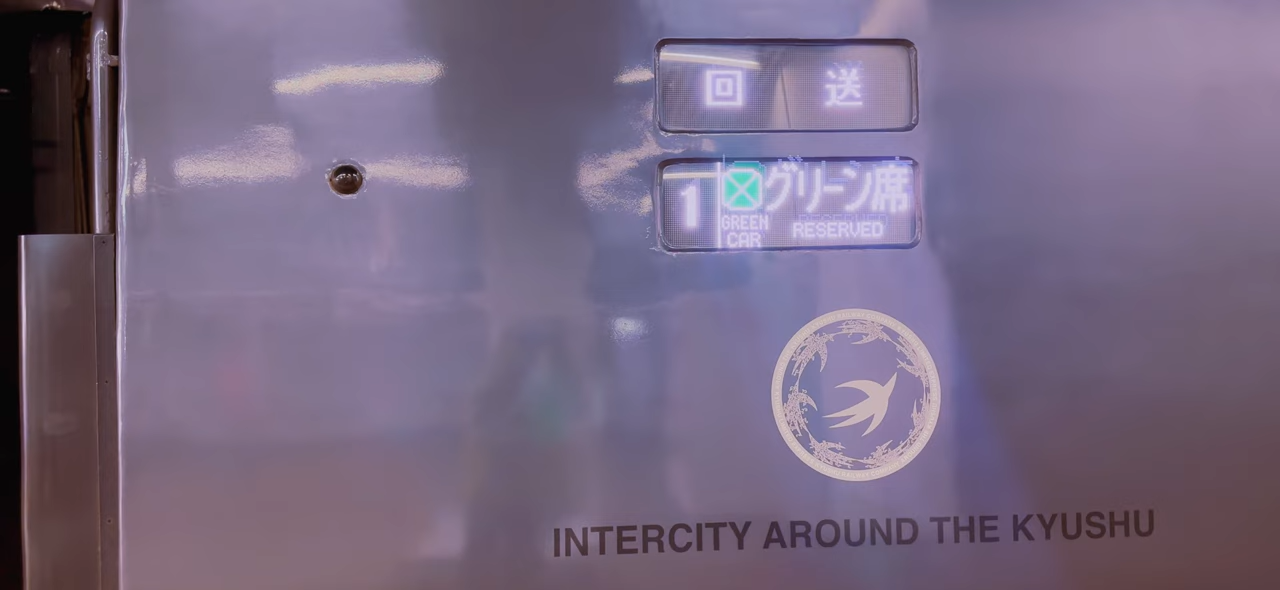 回 送
1 グリーン席
GREEN CAR RESERVED
INTERCITY AROUND THE KYUSHU